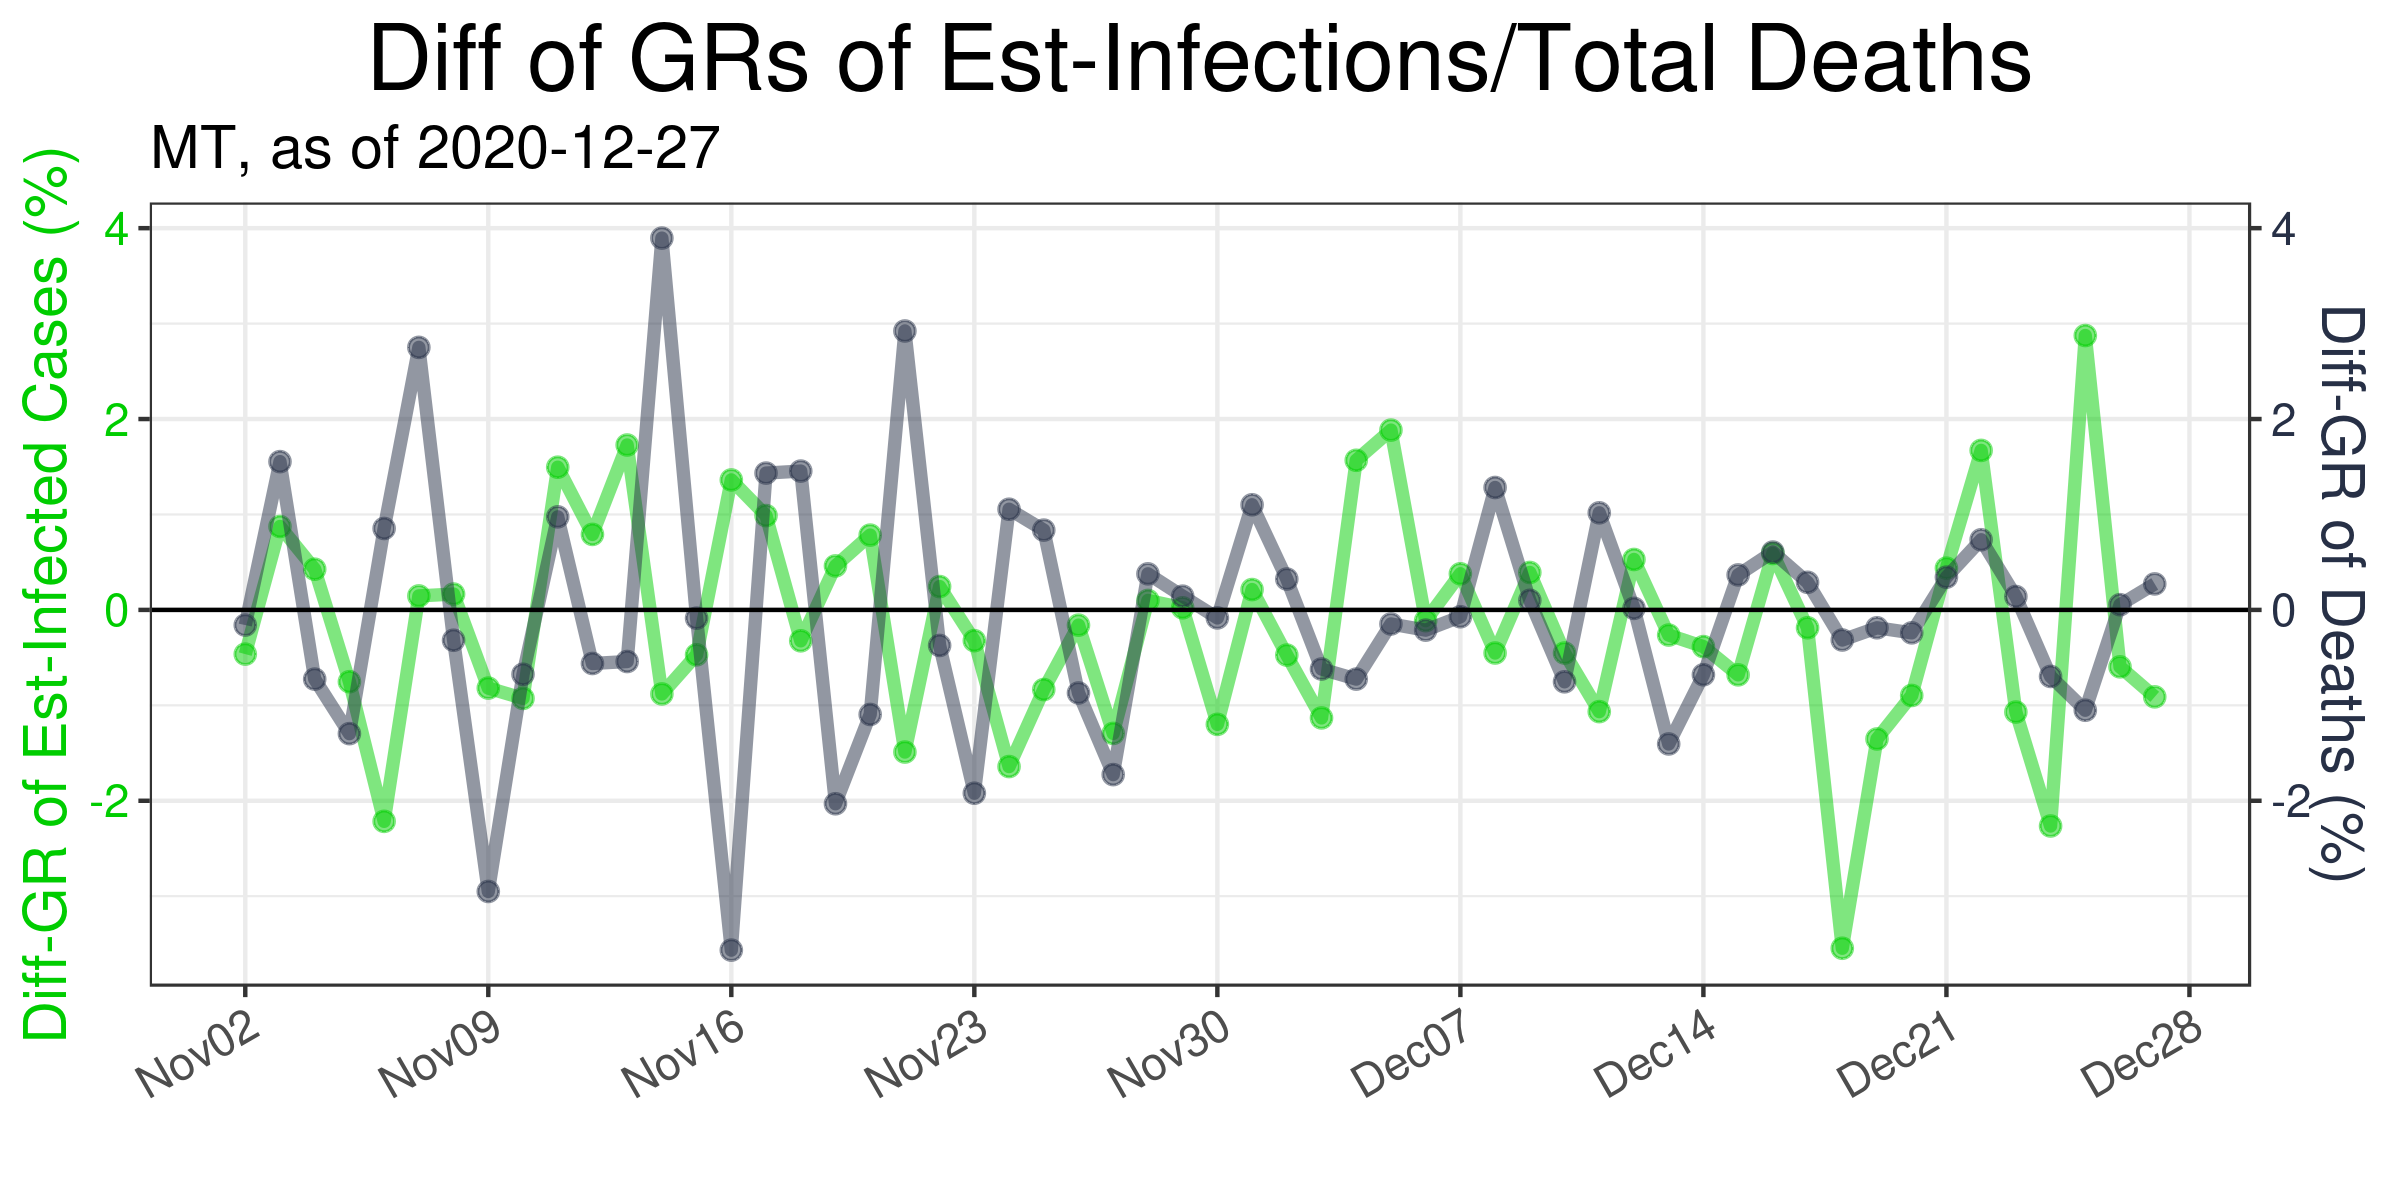 Diff of GRs of Est-Infections/Total Deaths
MT, as of 2020-12-27
Diff-GR of Est-Infected Cases (%)
4
2
0
-2
4
2
0
-2
Diff-GR of Deaths (%)
Nov02
Nov09
Nov16
Nov23
Nov30
Dec07
Dec14
Dec21
Dec28